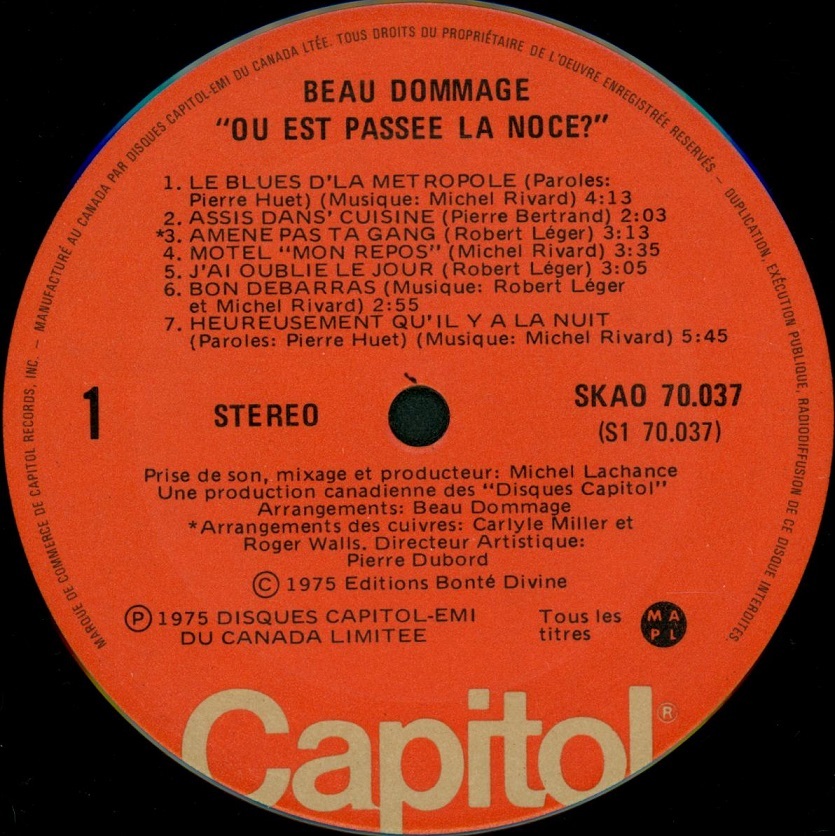 MARQUE DE COMMERCE DE CAPITOL RECORDS, INC. — MANUFACTURÉ AU CANADA PAR DISQUES CAPITOL-EMI DU CANADA LTÉE. TOUS DROITS DU PROPRIÉTAIRE DE L'OEUVRE ENREGISTRÉE RÉSERVÉS — DUPLICATION, EXÉCUTION PUBLIQUE, RADIODIFFUSION DE CE DISQUE INTERDITES.
BEAU DOMMAGE
"OU EST PASSEE LA NOCE?"
1. LE BLUES D'LA METROPOLE (Paroles:
Pierre Huet) (Musique: Michel Rivard) 4:13
2. ASSIS DANS' CUISINE (Pierre Bertrand) 2:03
*3. AMENE PAS TA GANG (Robert Léger) 3:13
4. MOTEL "MON REPOS" (Michel Rivard) 3:35
5. J'AI OUBLIE LE JOUR (Robert Léger) 3:05
6. BON DEBARRAS (Musique: Robert Léger
et Michel Rivard) 2:55
7. HEUREUSEMENT QU'IL Y A LA NUIT
(Paroles: Pierre Huet) (Musique: Michel Rivard) 5:45
1
STEREO
SKAO 70.037
(S1 70.037)
Prise de son, mixage et producteur: Michel Lachance
Une production canadienne des "Disques Capitol"
Arrangements: Beau Dommage
*Arrangements des cuivres: Carlyle Miller et
Roger Walls. Directeur Artistique:
Pierre Dubord
© 1975 Editions Bonté Divine
℗ 1975 DISQUES CAPITOL-EMI
DU CANADA LIMITEE
Tous les
titres
M A
P L
Capitol®